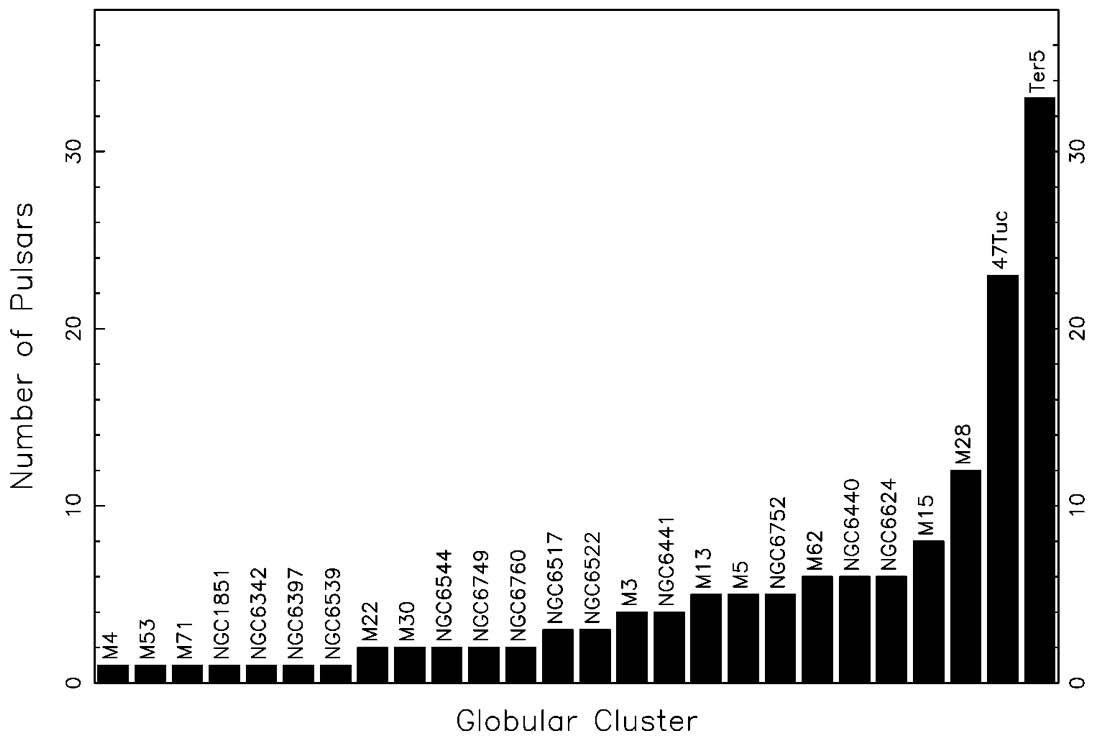 Number of Pulsars
0
10
20
30
M4
M53
M71
NGC1851
NGC6342
NGC6397
NGC6539
M22
M30
NGC6544
NGC6749
NGC6760
NGC6517
NGC6522
M3
NGC6441
M13
M5
NGC6752
M62
NGC6440
NGC6624
M15
M28
47Tuc
Ter5
0
10
20
30
Globular Cluster